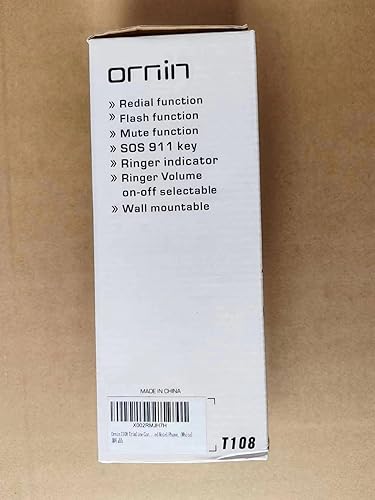 ornin
» Redial function
» Flash function
» Mute function
» SOS 911 key
» Ringer indicator
» Ringer Volume
on-off selectable
» Wall mountable
MADE IN CHINA
X002RMJH7H
T108